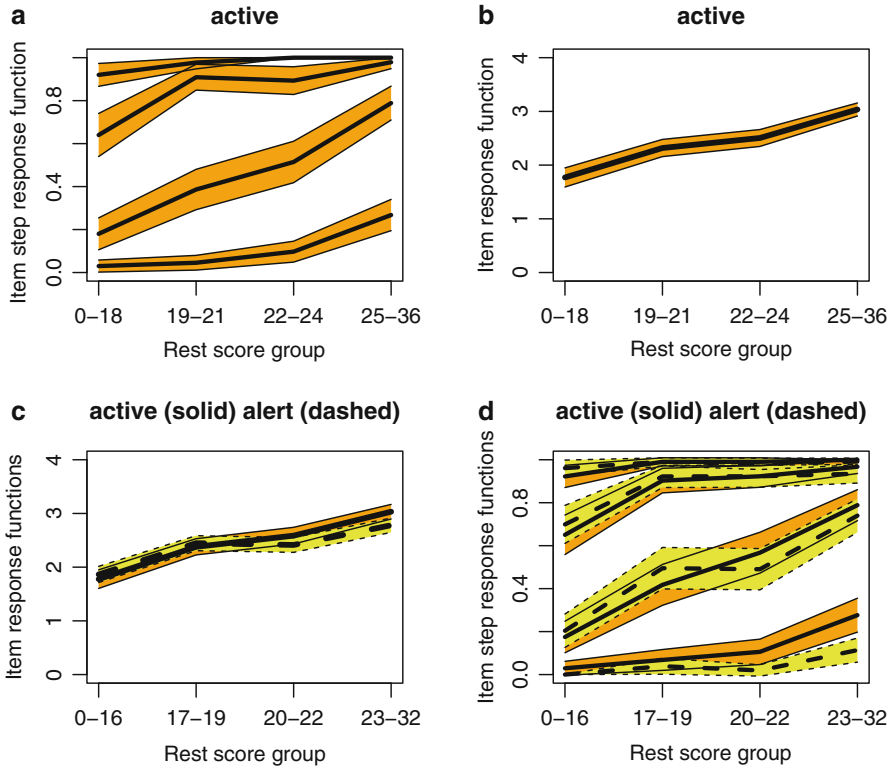 a
active
Item step response function
0.0
0.4
0.8
0−18
19−21
22−24
25−36
Rest score group
b
active
Item response function
0
1
2
3
4
0−18
19−21
22−24
25−36
Rest score group
c
active (solid) alert (dashed)
Item response functions
0
1
2
3
4
0−16
17−19
20−22
23−32
Rest score group
d
active (solid) alert (dashed)
Item step response functions
0.0
0.4
0.8
0−16
17−19
20−22
23−32
Rest score group